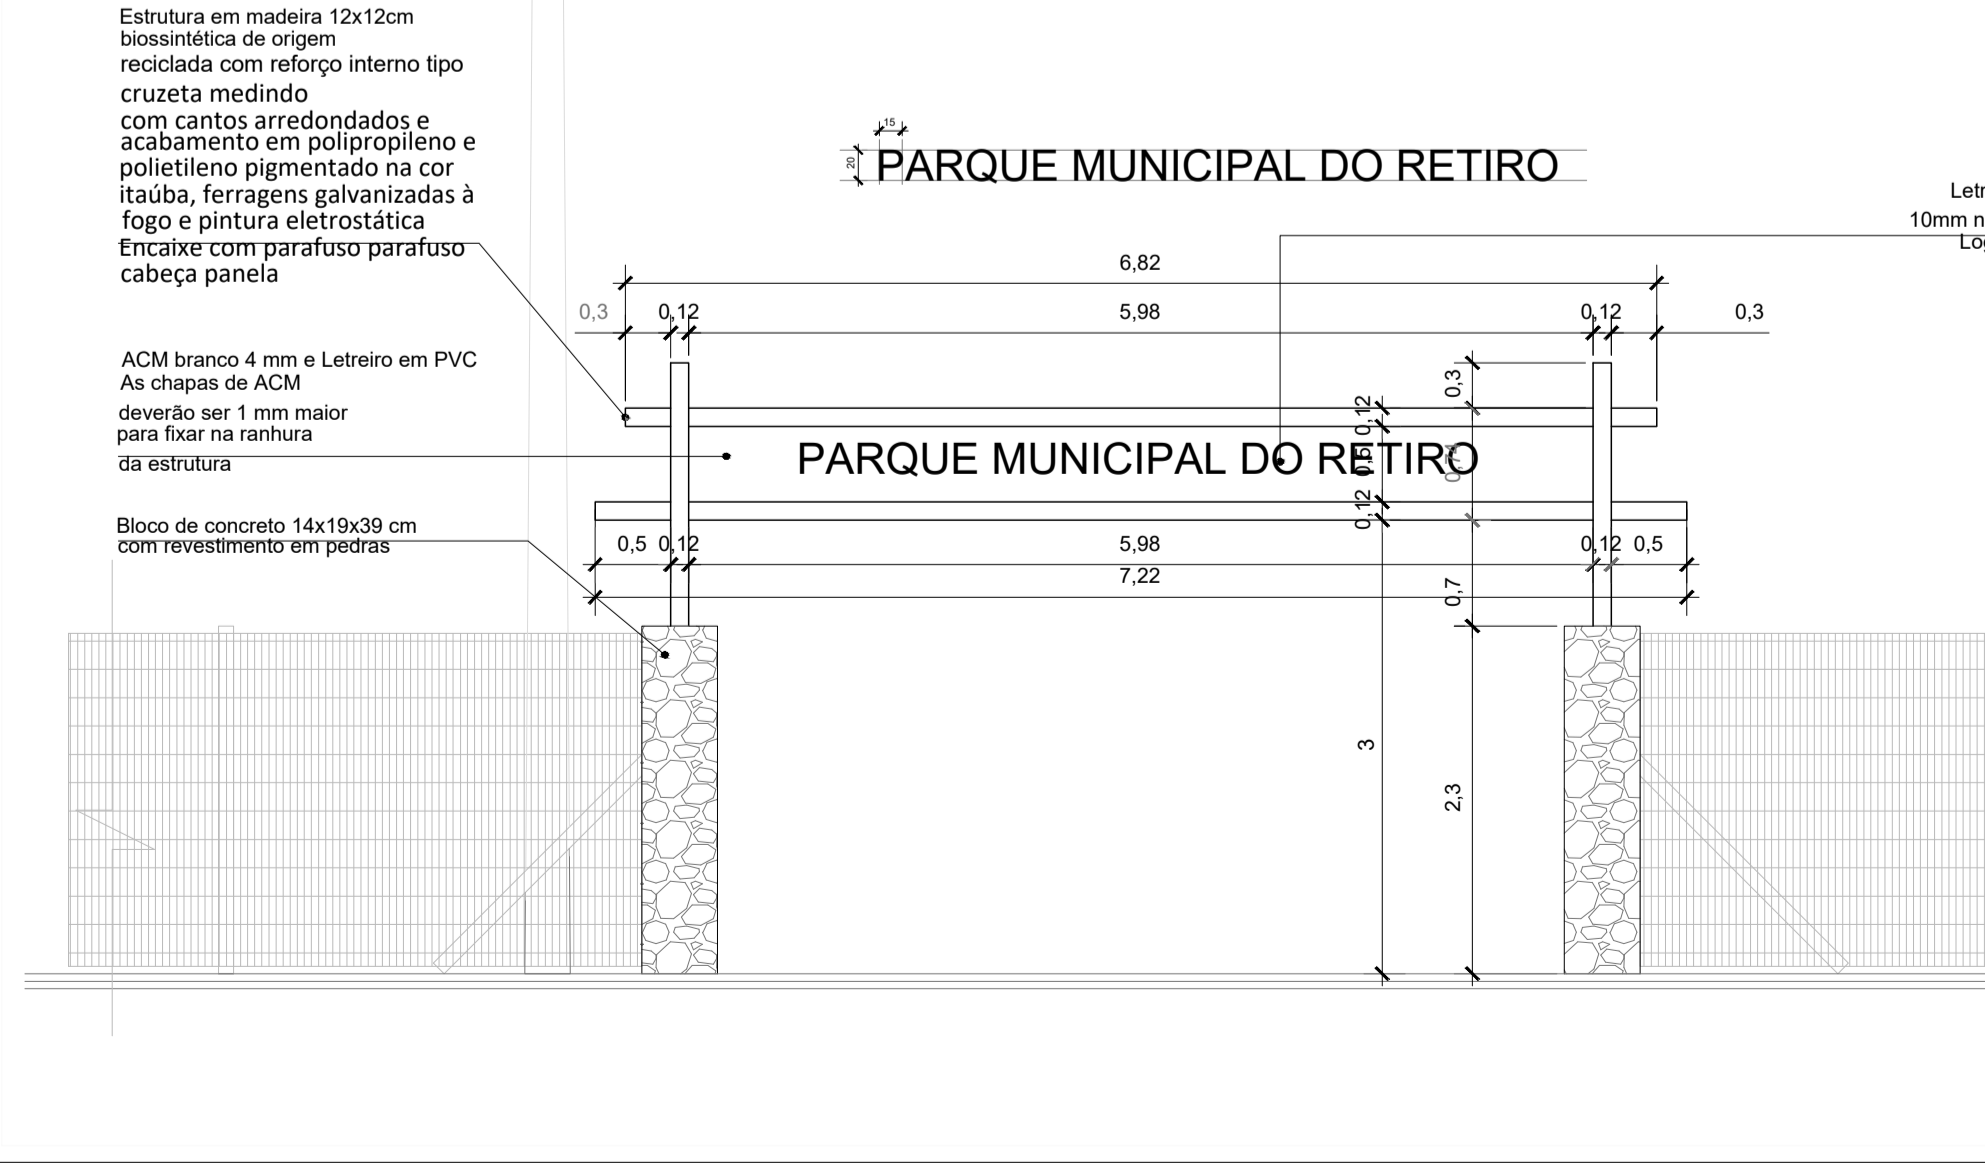 Estrutura em madeira 12x12cm
biossintética de origem
reciclada com reforço interno tipo
cruzeta medindo
com cantos arredondados e
acabamento em polipropileno e
polietileno pigmentado na cor
itaúba, ferragens galvanizadas à
fogo e pintura eletrostática
Encaixe com parafuso parafuso
cabeça panela
ACM branco 4 mm e Letreiro em PVC
As chapas de ACM
deverão ser 1 mm maior
para fixar na ranhura
da estrutura
Bloco de concreto 14x19x39 cm
com revestimento em pedras
15
20
PARQUE MUNICIPAL DO RETIRO
Letr
10mm n
Log
6,82
0,3
0,12
5,98
0,12
0,3
0,3
0,12
PARQUE MUNICIPAL DO RETIRO
0,5
0,74
0,12
0,5
0,12
5,98
0,12
0,5
7,22
0,7
3
2,3